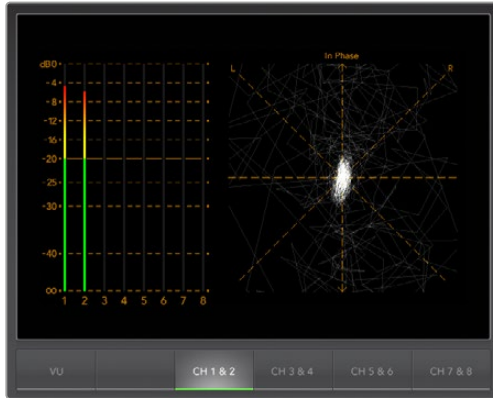 In Phase
dB0
L
R
-4
-8
-12
-16
-20
-25
-30
-40
∞
1 2 3 4 5 6 7 8
VU
CH 1 & 2
CH 3 & 4
CH 5 & 6
CH 7 & 8